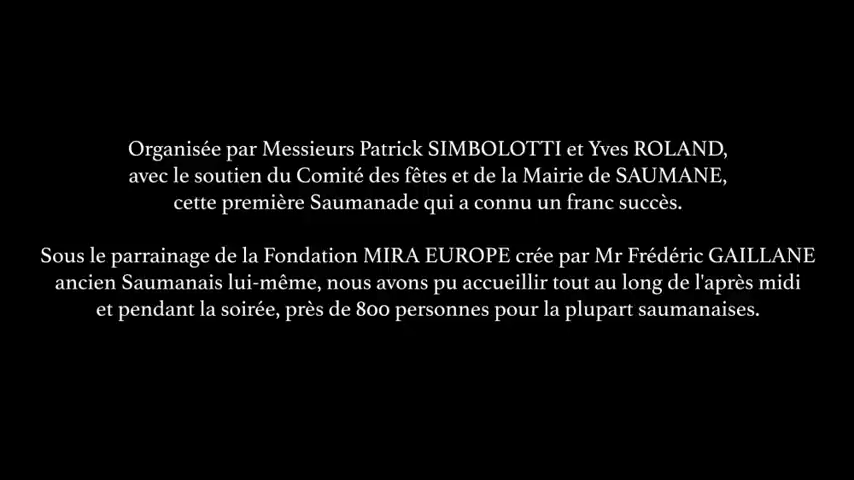 Organisée par Messieurs Patrick SIMBOLOTTI et Yves ROLAND,
avec le soutien du Comité des fêtes et de la Mairie de SAUMANE,
cette première Saumanade qui a connu un franc succès.
Sous le parrainage de la Fondation MIRA EUROPE crée par Mr Frédéric GAILLANE
ancien Saumanais lui-même, nous avons pu accueillir tout au long de l'après midi
et pendant la soirée, près de 800 personnes pour la plupart saumanaises.